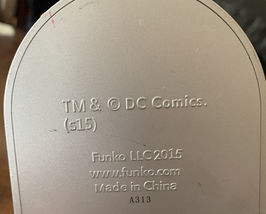 TM & © DC Comics.
(s15)
Funko LLC2015
www.funko.com
Made in China
A313